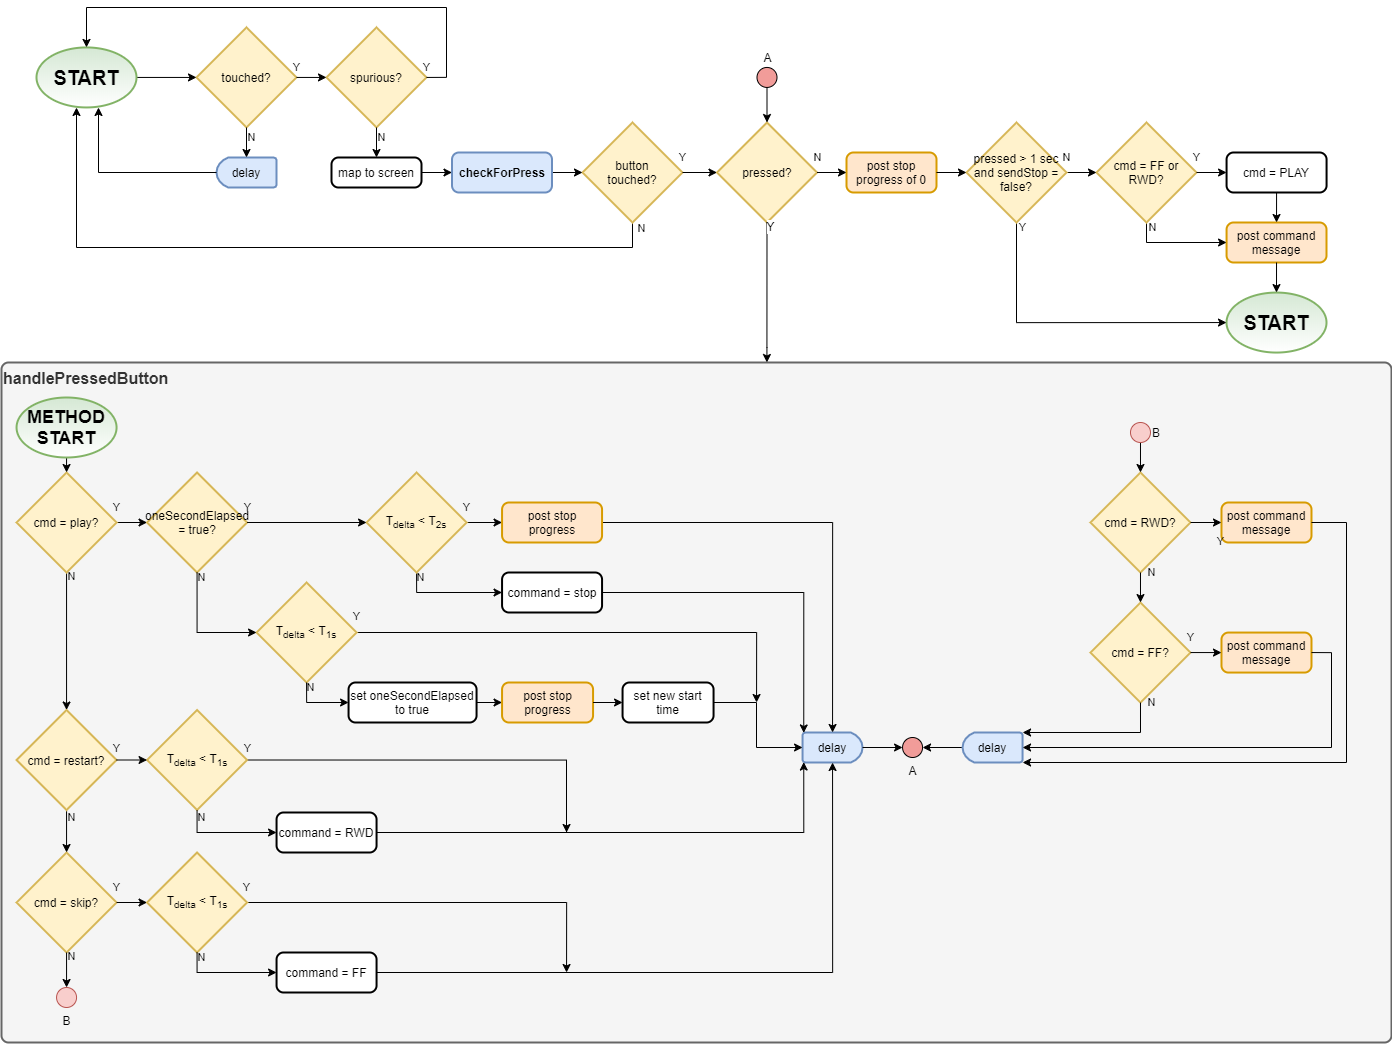 START
touched?
Y
spurious?
Y
N
delay
N
map to screen
checkForPress
button
touched?
Y
N
A
pressed?
N
Y
post stop
progress of 0
pressed > 1 sec
and sendStop =
false?
N
Y
cmd = FF or
RWD?
Y
N
cmd = PLAY
post command
message
START
handlePressedButton
METHOD
START
cmd = play?
Y
N
oneSecondElapsed
= true?
Y
N
Tdelta < T2s
Y
N
post stop
progress
command = stop
Tdelta < T1s
Y
N
set oneSecondElapsed
to true
post stop
progress
set new start
time
cmd = restart?
Y
N
Tdelta < T1s
Y
N
command = RWD
cmd = skip?
Y
N
Tdelta < T1s
Y
N
command = FF
B
delay
A
delay
B
cmd = RWD?
Y
N
post command
message
cmd = FF?
Y
N
post command
message